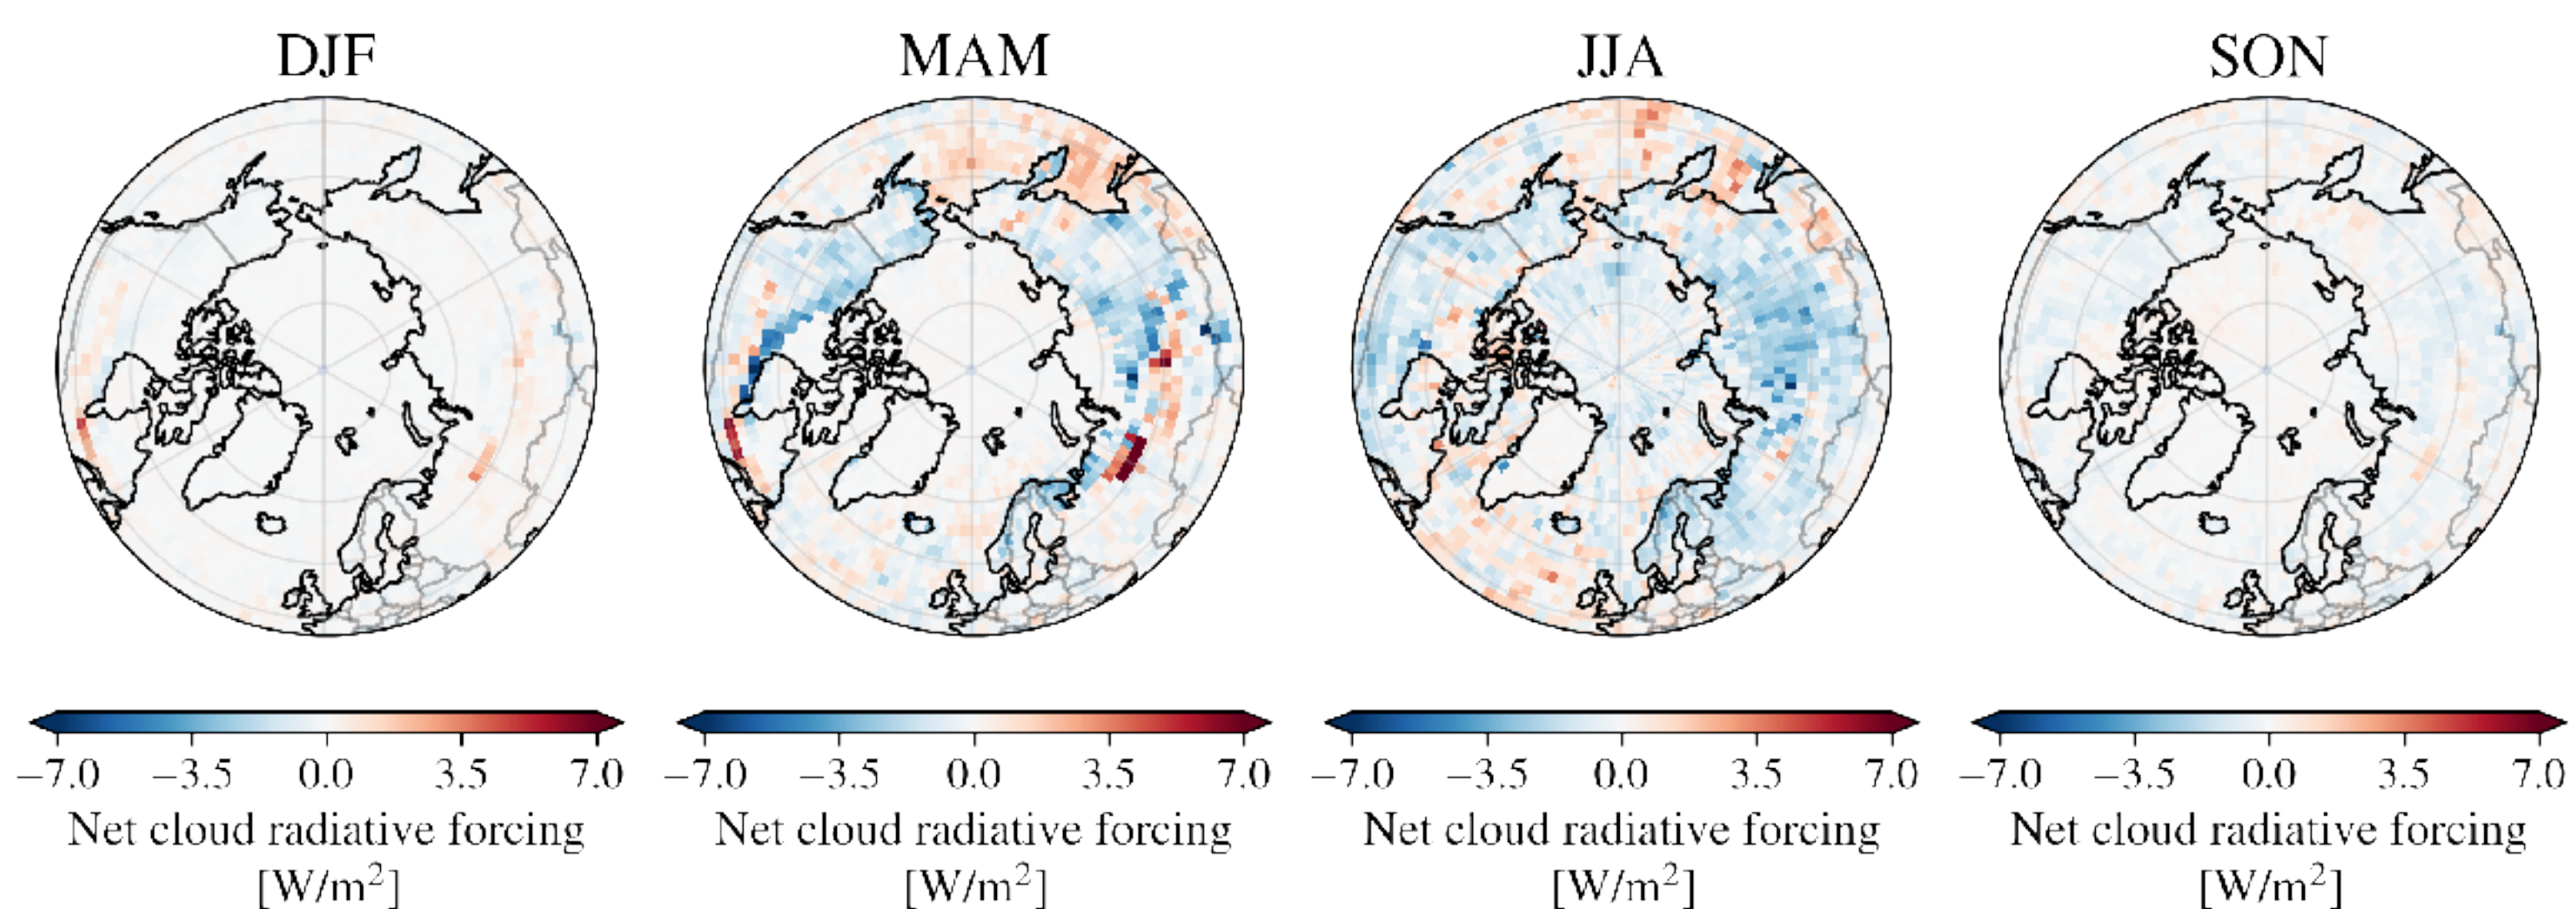 DJF
MAM
JJA
SON
−7.0 −3.5 0.0 3.5 7.0
Net cloud radiative forcing
[W/m²]
−7.0 −3.5 0.0 3.5 7.0
Net cloud radiative forcing
[W/m²]
−7.0 −3.5 0.0 3.5 7.0
Net cloud radiative forcing
[W/m²]
−7.0 −3.5 0.0 3.5 7.0
Net cloud radiative forcing
[W/m²]